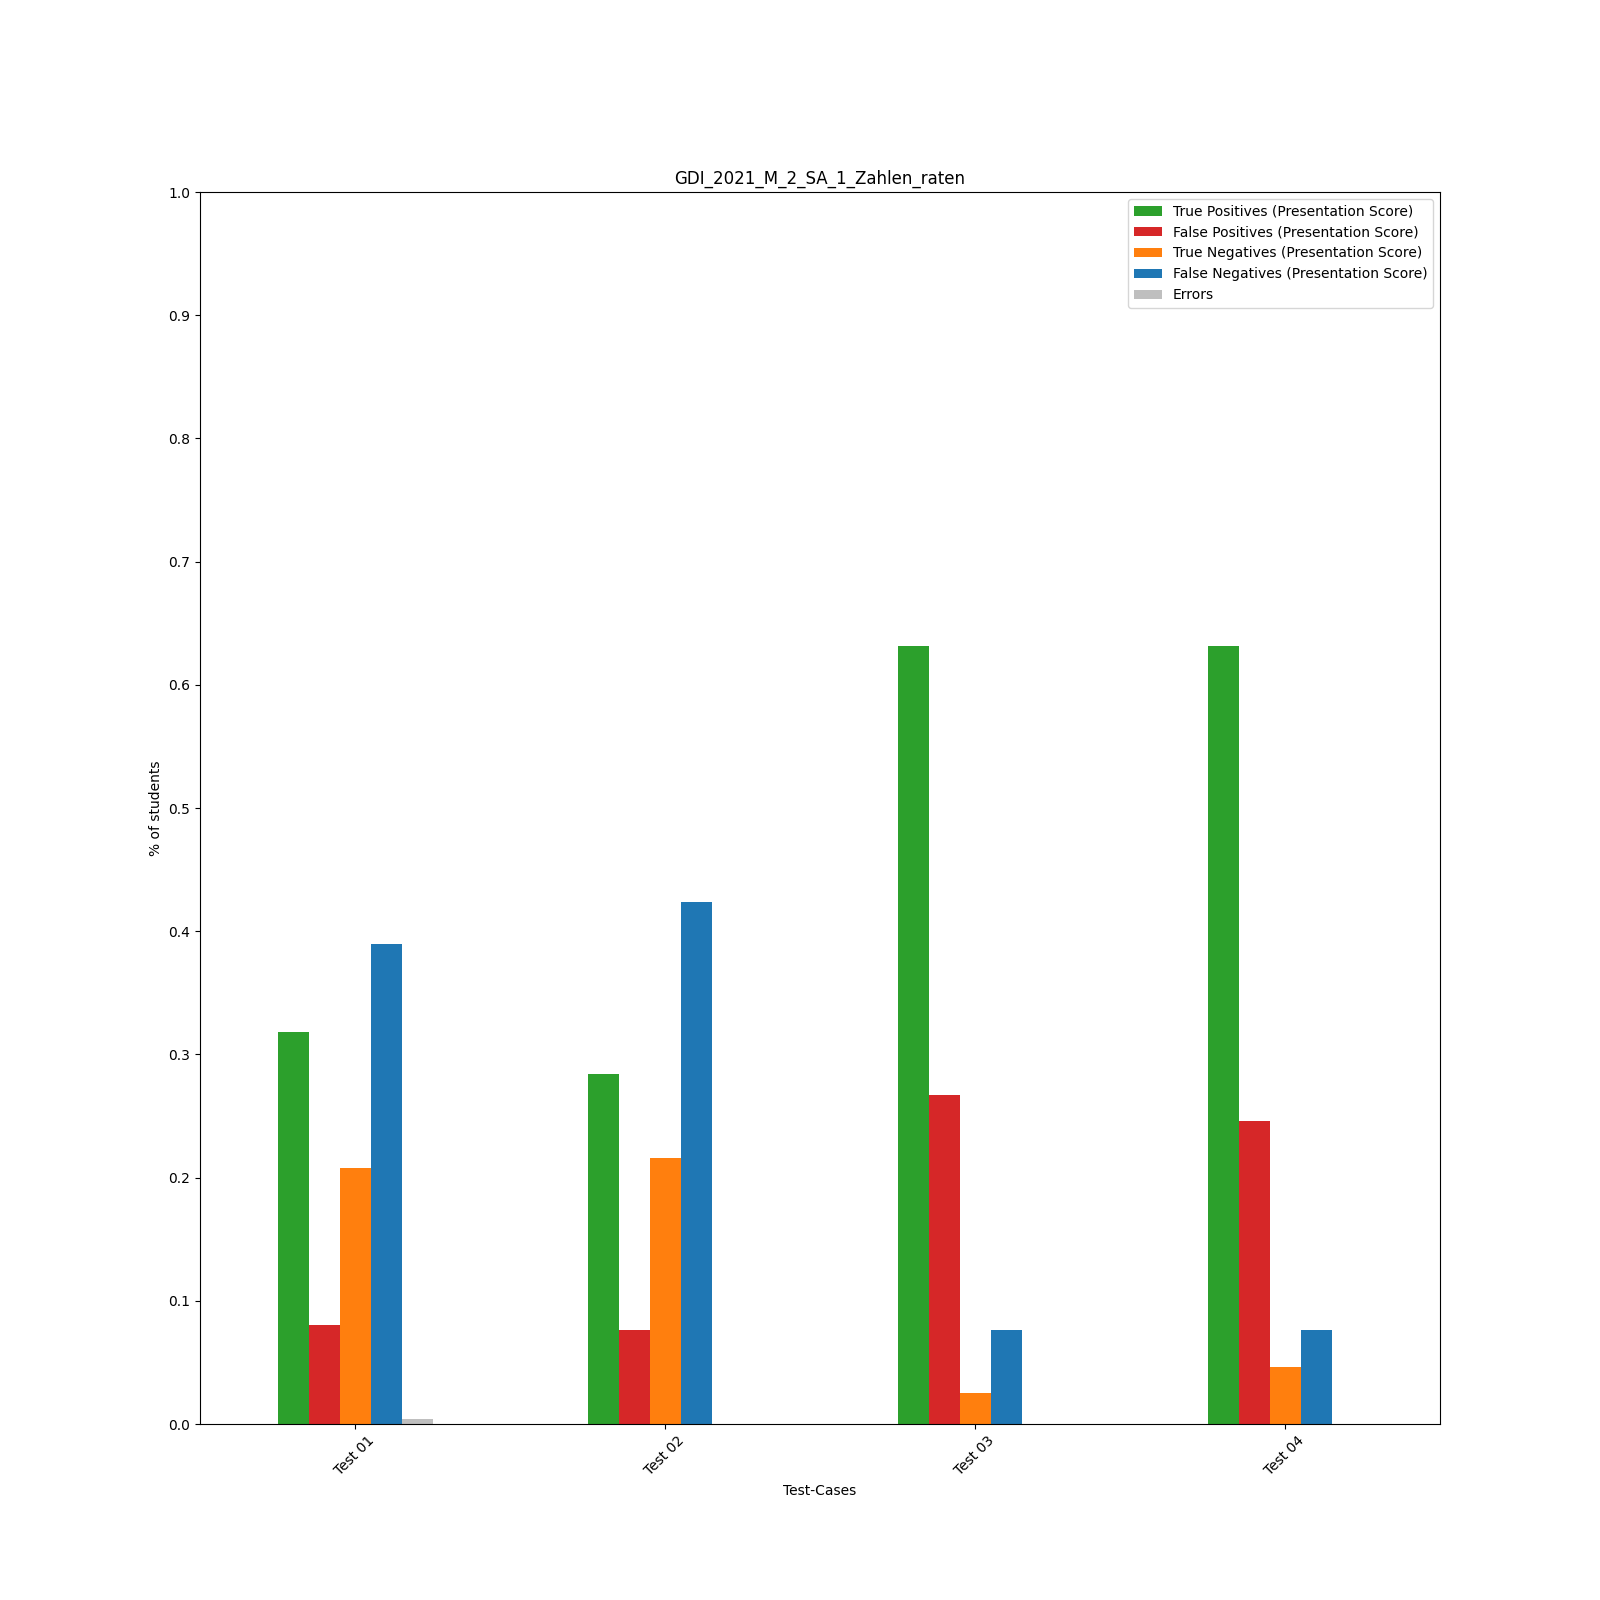 GDI_2021_M_2_SA_1_Zahlen_raten
1.0
0.9
0.8
0.7
0.6
0.5
0.4
0.3
0.2
0.1
0.0
% of students
True Positives (Presentation Score)
False Positives (Presentation Score)
True Negatives (Presentation Score)
False Negatives (Presentation Score)
Errors
Test 01
Test 02
Test 03
Test 04
Test-Cases